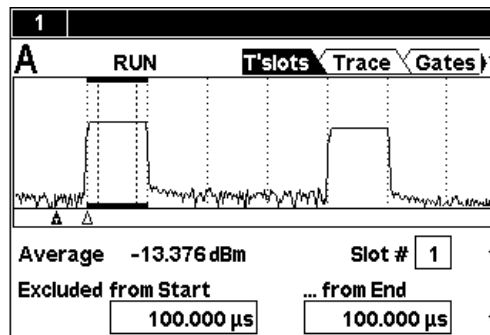 1
A RUN T'slots Trace Gates
Average -13.376 dBm Slot # 1
Excluded from Start ... from End
100.000 µs 100.000 µs